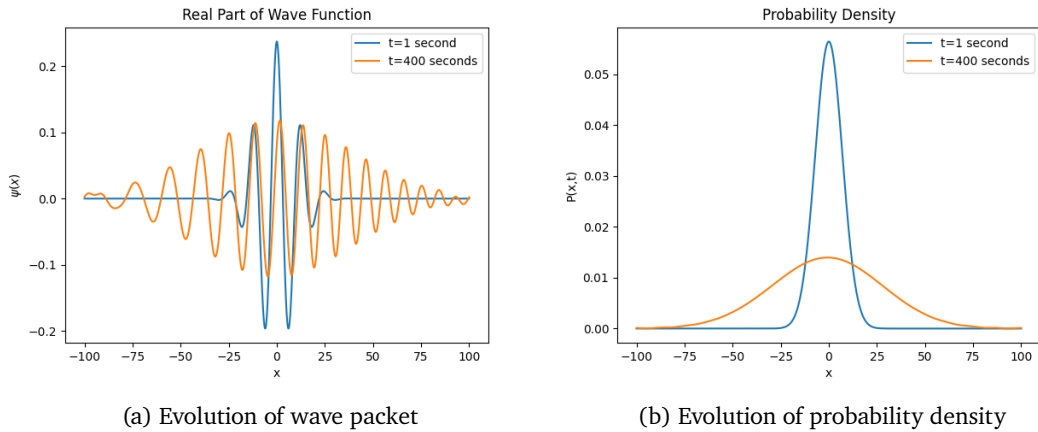 Real Part of Wave Function
t=1 second
t=400 seconds
0.2
0.1
0.0
−0.1
−0.2
ψ(x)
−100
−75
−50
−25
0
25
50
75
100
x
(a) Evolution of wave packet
Probability Density
t=1 second
t=400 seconds
0.05
0.04
0.03
0.02
0.01
0.00
P(x,t)
−100
−75
−50
−25
0
25
50
75
100
x
(b) Evolution of probability density